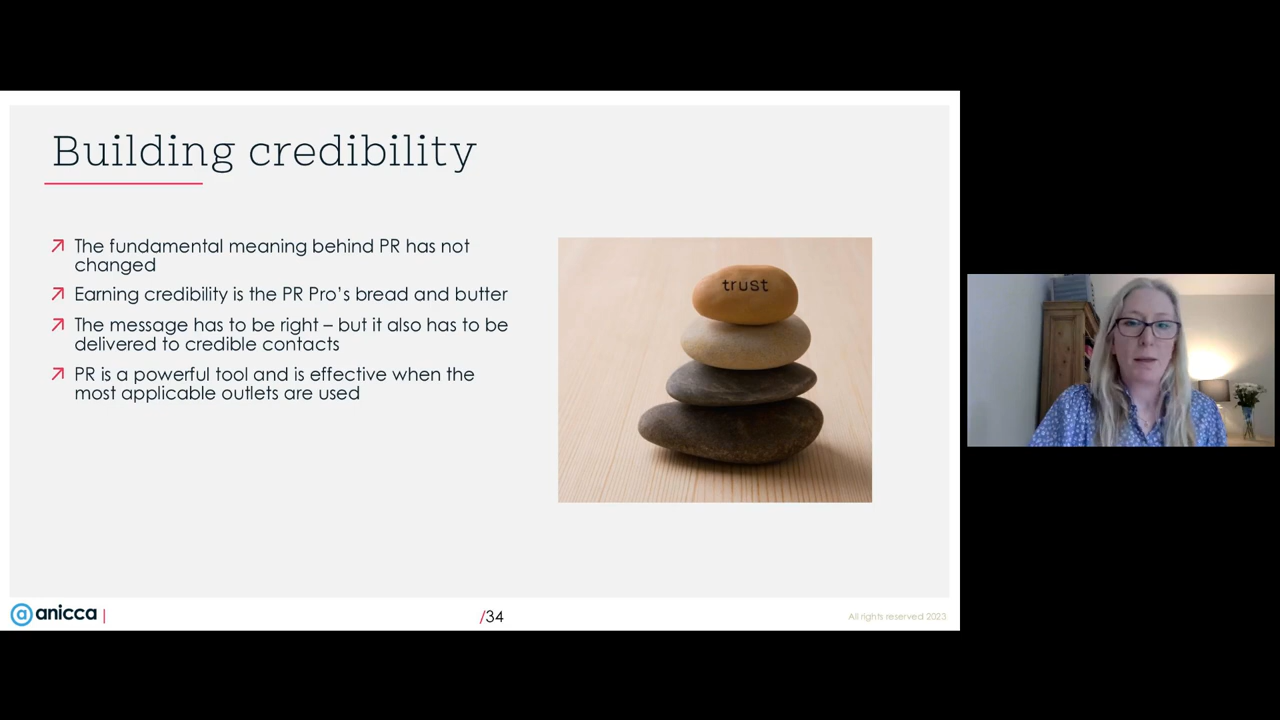 Building credibility
The fundamental meaning behind PR has not
changed
Earning credibility is the PR Pro’s bread and butter
The message has to be right – but it also has to be
delivered to credible contacts
PR is a powerful tool and is effective when the
most applicable outlets are used
trust
@anicca |
/34
All rights reserved 2023